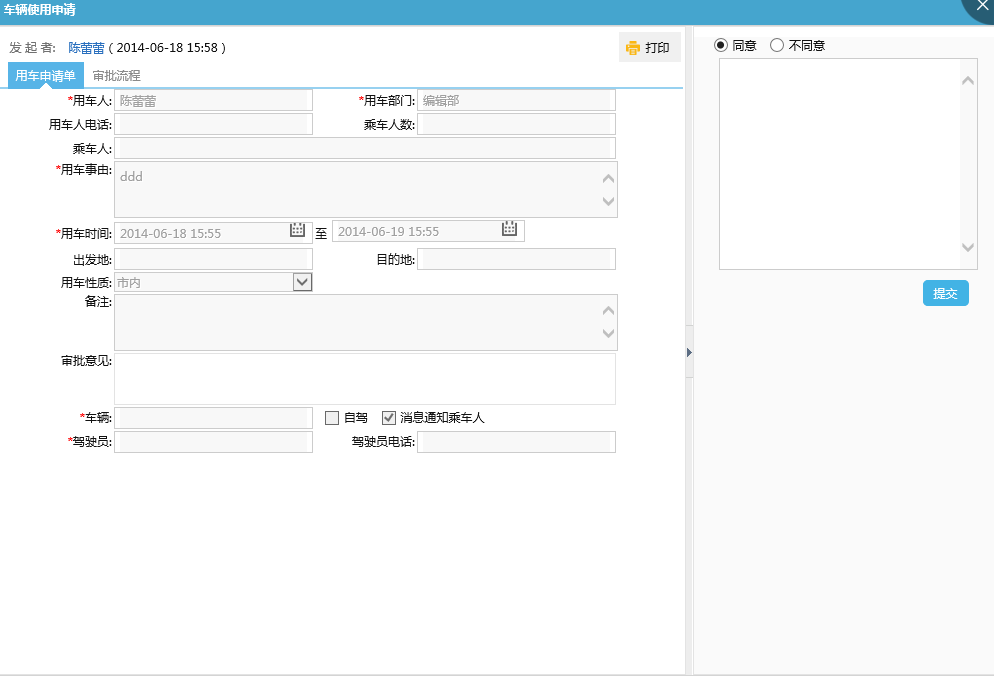 车辆使用申请
发 起 者: 陈蕾蕾 ( 2014-06-18 15:58 )
打印
同意 不同意
用车申请单 审批流程
*用车人: 陈蕾蕾 *用车部门: 编辑部
用车人电话: 乘车人数:
乘车人:
*用车事由: ddd
*用车时间: 2014-06-18 15:55 至 2014-06-19 15:55
出发地: 目的地:
用车性质: 市内
备注:
提交
审批意见:
*车辆: 自驾 消息通知乘车人
*驾驶员: 驾驶员电话: